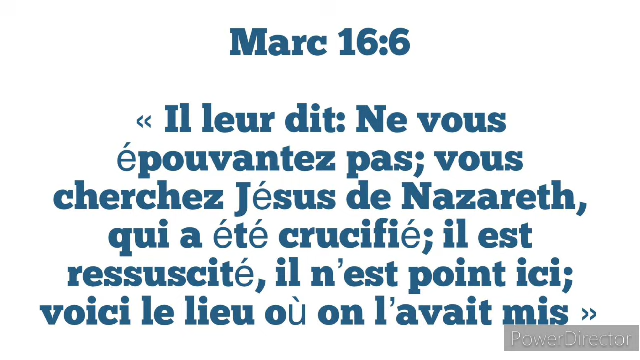 Marc 16:6
« Il leur dit: Ne vous
épouvantez pas; vous
cherchez Jésus de Nazareth,
qui a été crucifié; il est
ressuscité, il n’est point ici;
voici le lieu où on l’avait mis »
PowerDirector